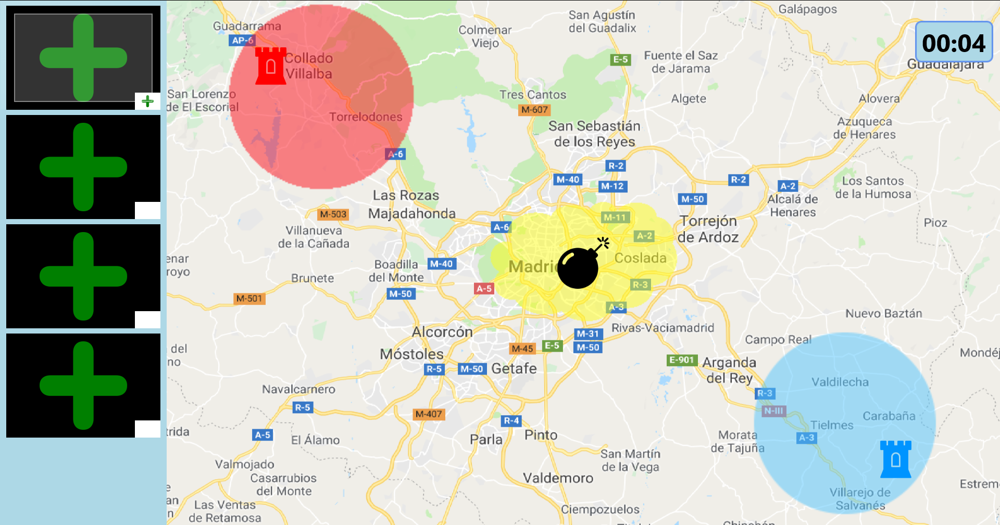 Galápagos
San Agustín
del Guadalix
Guadarrama
Colmenar
Viejo
AP-6
00:04
Collado
Villalba
E-5
Fuente el Saz
de Jarama
Guadalajara
San Lorenzo
de El Escorial
Tres Cantos
Algete
Alovera
M-607
Torrelodones
San Sebastián
de los Reyes
Azuqueca
de Henares
A-6
R-2
M-40
M-12
R-2
A-2
Los Santos
de la Humosa
Las Rozas
M-50
Alcalá de
Henares
Majadahonda
M-503
M-11
Torrejón
de Ardoz
Pioz
Villanueva
de la Cañada
A-6
A-2
enar
royo
Boadilla
del Monte
M-40
Madri
Coslada
Brunete
A-5
R-3
M-50
M-501
A-3
Nuevo Baztán
Alcorcón
M-31
Rivas-Vaciamadrid
Campo Real
del
no
Móstoles
M-45
E-5
M-50
Mondéj
R-5
M-50
Getafe
E-901
Arganda
del Rey
Valdilecha
Navalcarnero
R-3
R-5
M-407
R-4
N-III
Carabaña
trida
A-5
El Álamo
Parla
Pinto
Morata
de Tajuña
Tielmes
A-3
Valmojado
San Martín
de la Vega
Casarrubios
del Monte
Valdemoro
Estrem
e
an
n
Las Ventas
de Retamosa
Ciempozuelos
Villarejo de
Salvanés
Chinchón